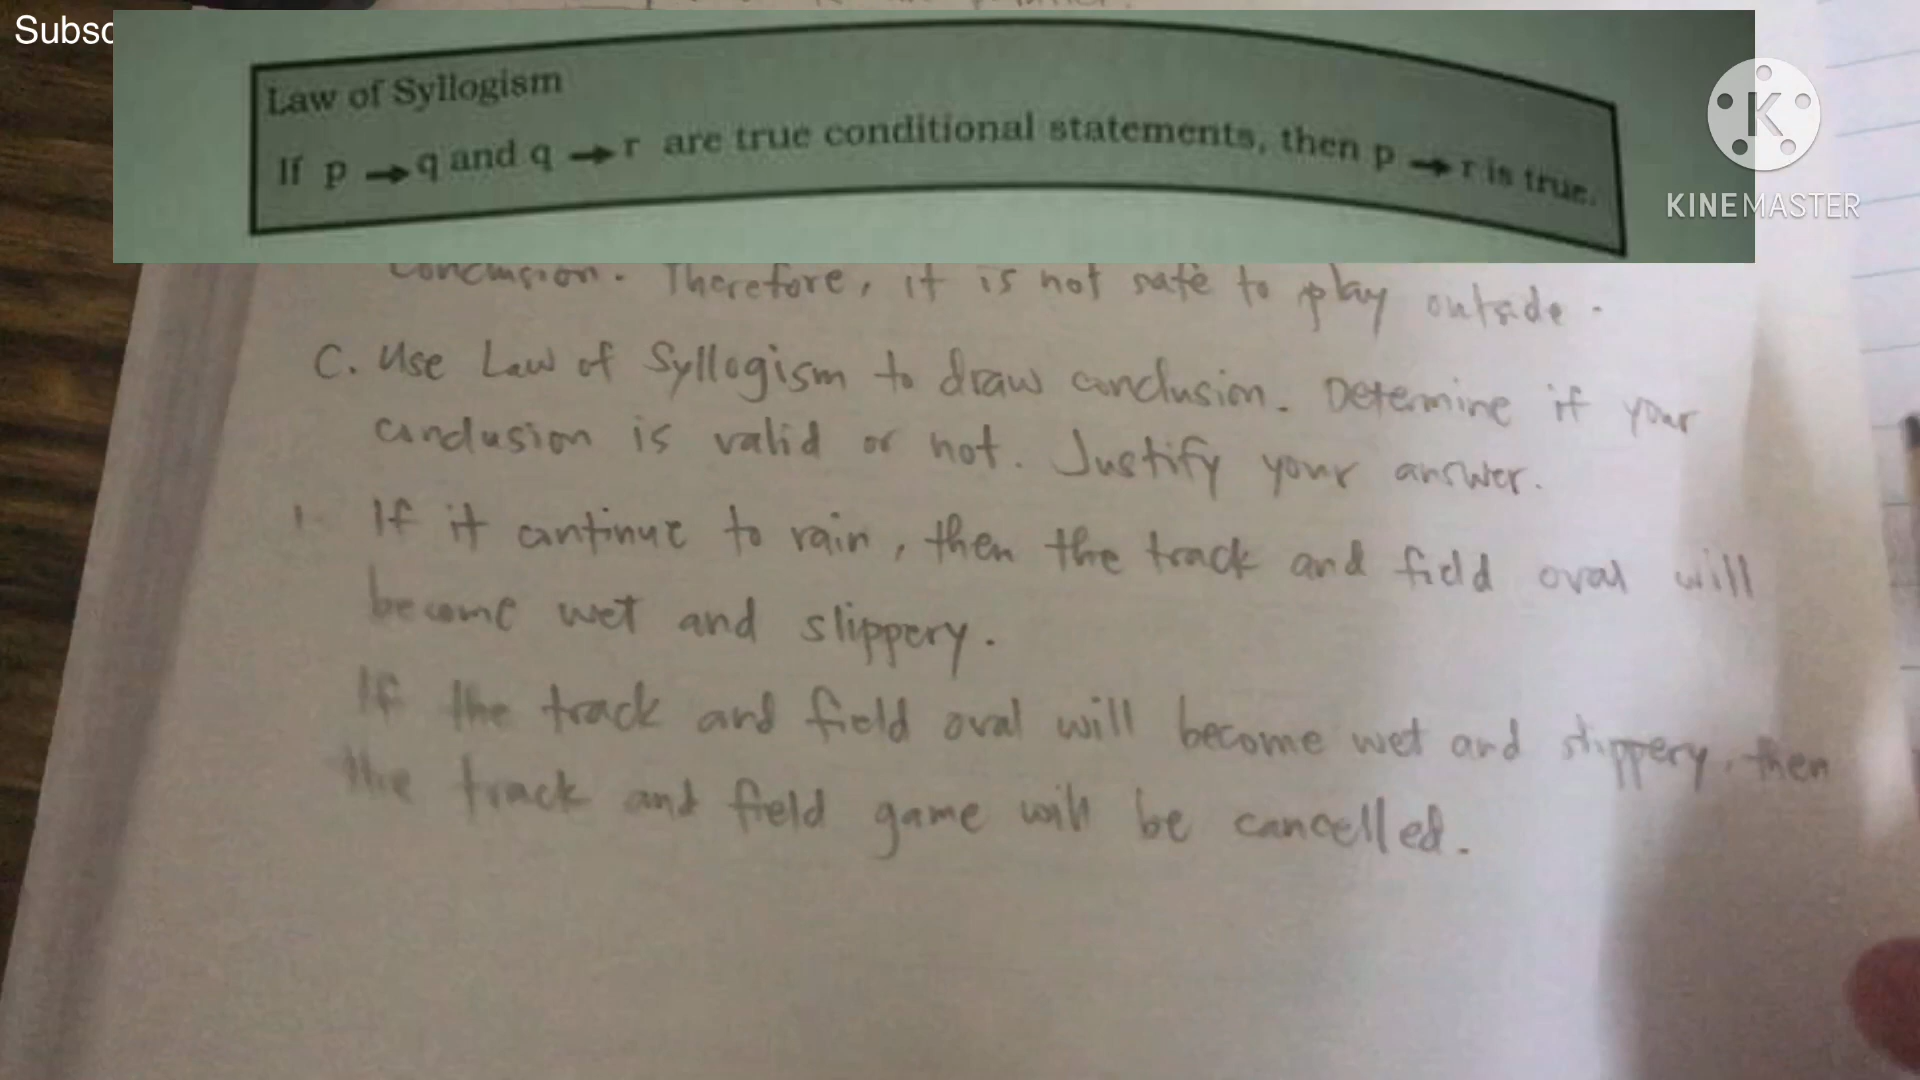 Subsc
Law of Syllogism
If p → q and q → r are true conditional statements, then p → r is true.
KINEMASTER
conclusion. Therefore, it is not safe to play outside.
C. Use Law of Syllogism to draw conclusion. Determine if your
conclusion is valid or not. Justify your answer.
1. If it continue to rain, then the track and field oval will
become wet and slippery.
If the track and field oval will become wet and slippery, then
the track and field game will be cancelled.